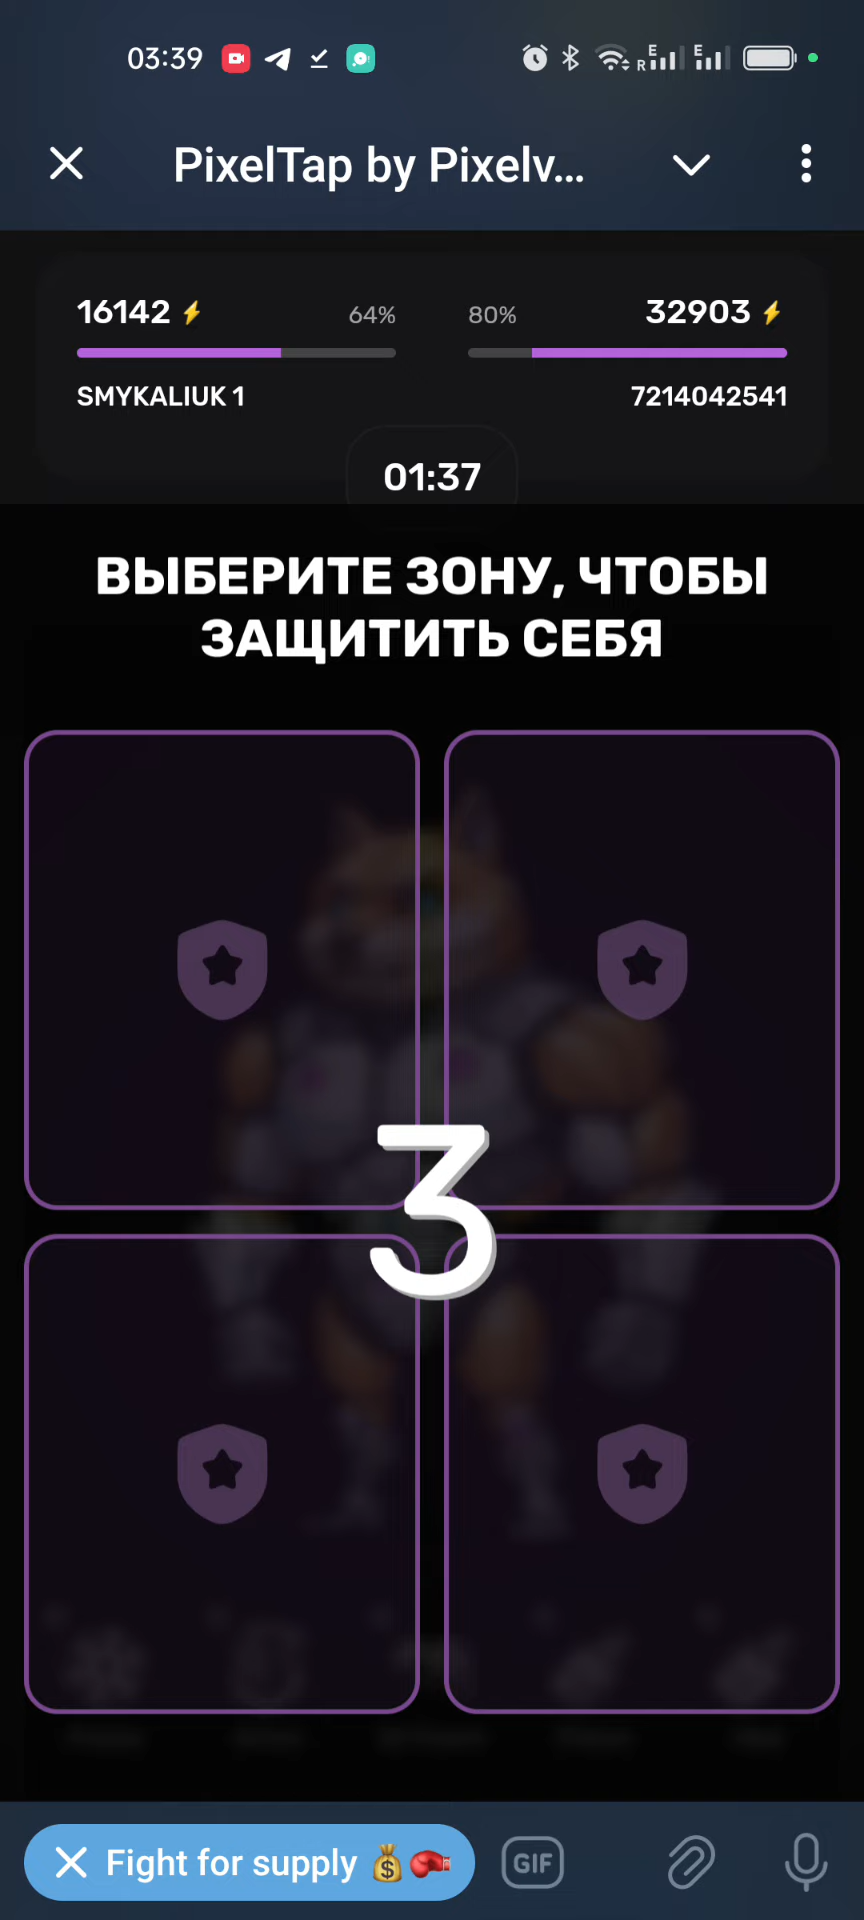 03:39
PixelTap by Pixelv...
16142 64% 80% 32903
SMYKALIUK 1 7214042541
01:37
ВЫБЕРИТЕ ЗОНУ, ЧТОБЫ
ЗАЩИТИТЬ СЕБЯ
3
Fight for supply GIF